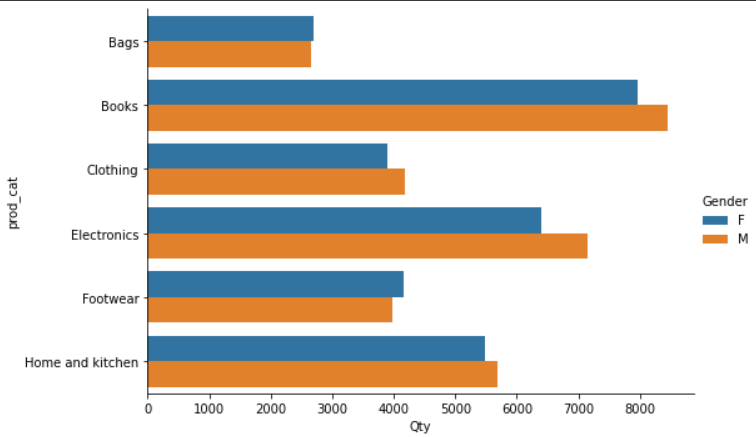 Bags
Books
Clothing
Electronics
Footwear
Home and kitchen
prod_cat
0 1000 2000 3000 4000 5000 6000 7000 8000
Qty
Gender
F
M